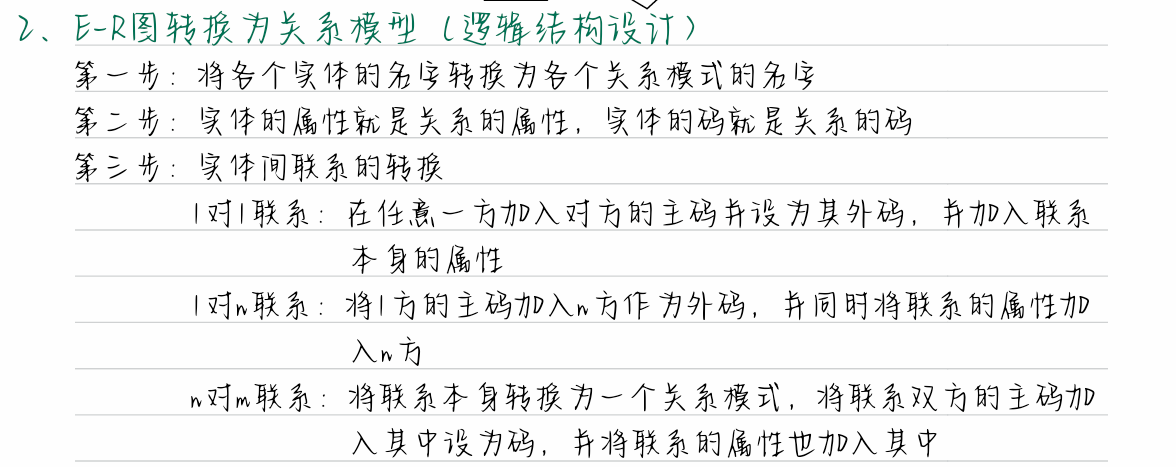 2、E-R图转换为关系模型（逻辑结构设计）
第一步：将各个实体的名字转换为各个关系模式的名字
第二步：实体的属性就是关系的属性，实体的码就是关系的码
第三步：实体间联系的转换
1对1联系：在任意一方加入对方的主码并设为其外码，并加入联系
本身的属性
1对n联系：将1方的主码加入n方作为外码，并同时将联系的属性加
入n方
n对m联系：将联系本身转换为一个关系模式，将联系双方的主码加
入其中设为码，并将联系的属性也加入其中